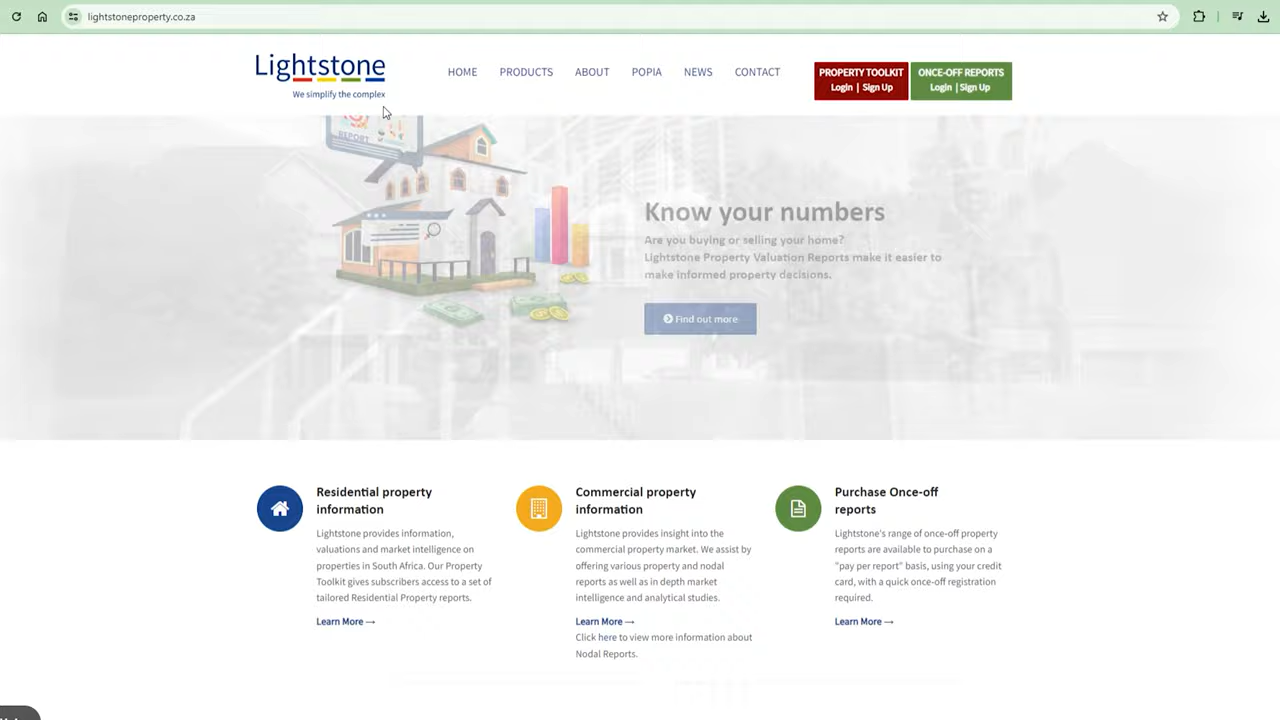 lightstoneproperty.co.za
Lightstone
We simplify the complex
HOME PRODUCTS ABOUT POPIA NEWS CONTACT
PROPERTY TOOLKIT
Login | Sign Up
ONCE-OFF REPORTS
Login | Sign Up
REPORT
Know your numbers
Are you buying or selling your home?
Lightstone Property Valuation Reports make it easier to
make informed property decisions.
Find out more
Residential property
information
Lightstone provides information,
valuations and market intelligence on
properties in South Africa. Our Property
Toolkit gives subscribers access to a set of
tailored Residential Property reports.
Learn More →
Commercial property
information
Lightstone provides insight into the
commercial property market. We assist by
offering various property and nodal
reports as well as in depth market
intelligence and analytical studies.
Learn More →
Click here to view more information about
Nodal Reports.
Purchase Once-off
reports
Lightstone's range of once-off property
reports are available to purchase on a
"pay per report" basis, using your credit
card, with a quick once-off registration
required.
Learn More →